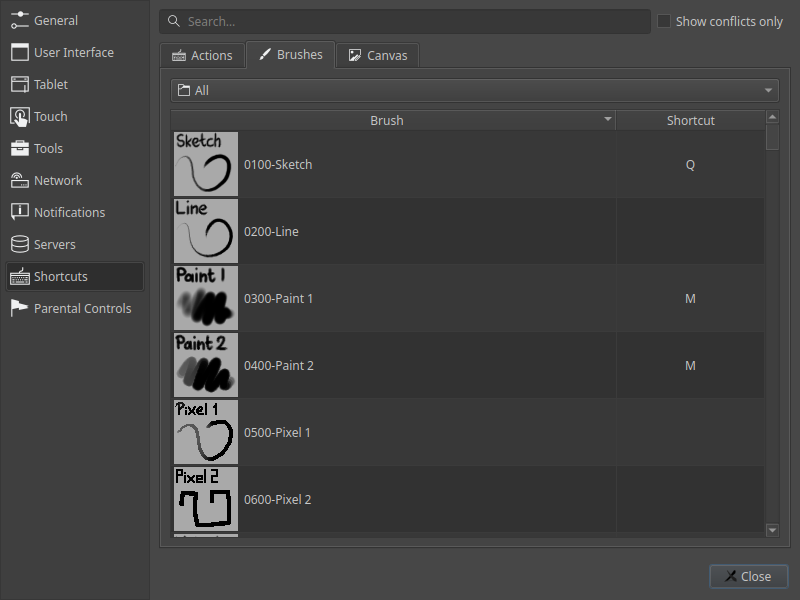 General
User Interface
Tablet
Touch
Tools
Network
Notifications
Servers
Shortcuts
Parental Controls
Search...
Show conflicts only
Actions
Brushes
Canvas
All
Brush
Shortcut
Sketch
0100-Sketch
Q
Line
0200-Line
Paint 1
0300-Paint 1
M
Paint 2
0400-Paint 2
M
Pixel 1
0500-Pixel 1
Pixel 2
0600-Pixel 2
Close